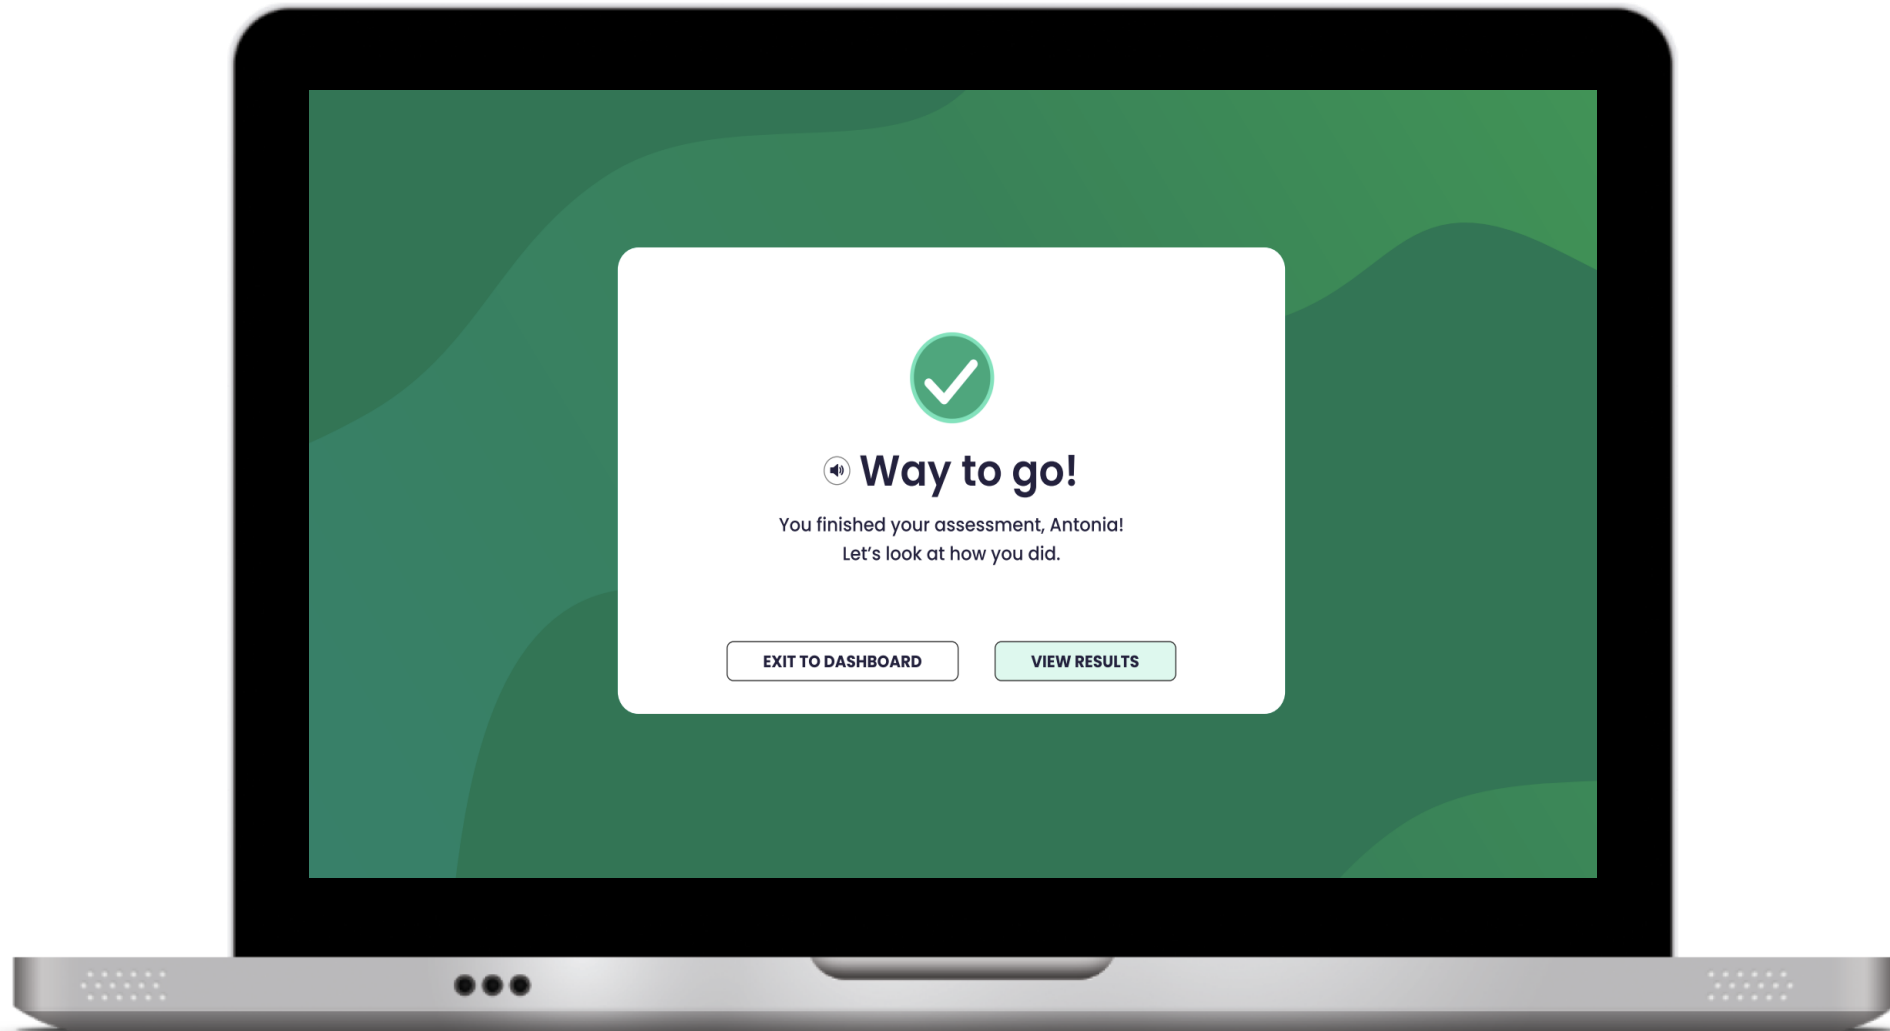 Way to go!
You finished your assessment, Antonia!
Let’s look at how you did.
EXIT TO DASHBOARD
VIEW RESULTS